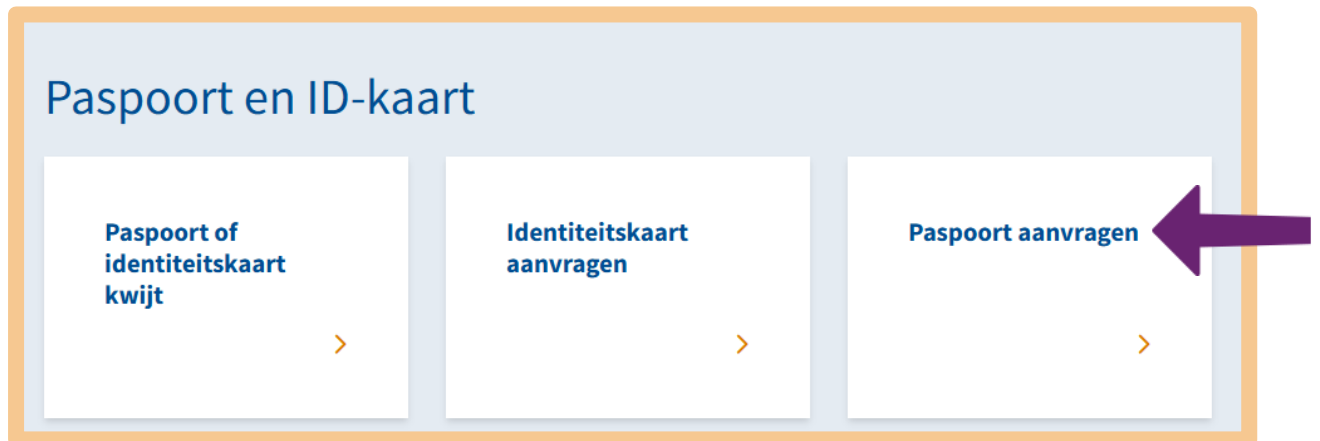 Paspoort en ID-kaart
Paspoort of
identiteitskaart
kwijt
Identiteitskaart
aanvragen
Paspoort aanvragen